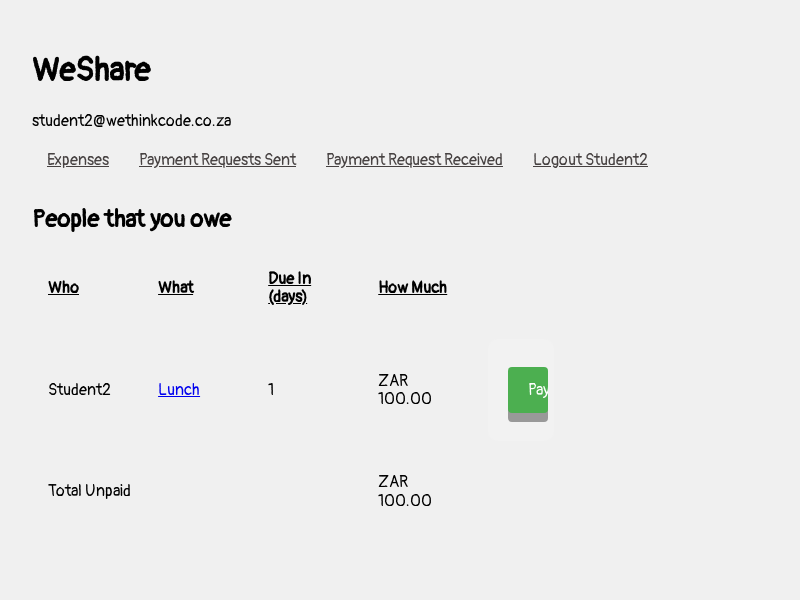 WeShare
student2@wethinkcode.co.za
Expenses Payment Requests Sent Payment Request Received Logout Student2
People that you owe
Who What Due In (days) How Much
Student2 Lunch 1 ZAR 100.00 Pay
Total Unpaid ZAR 100.00